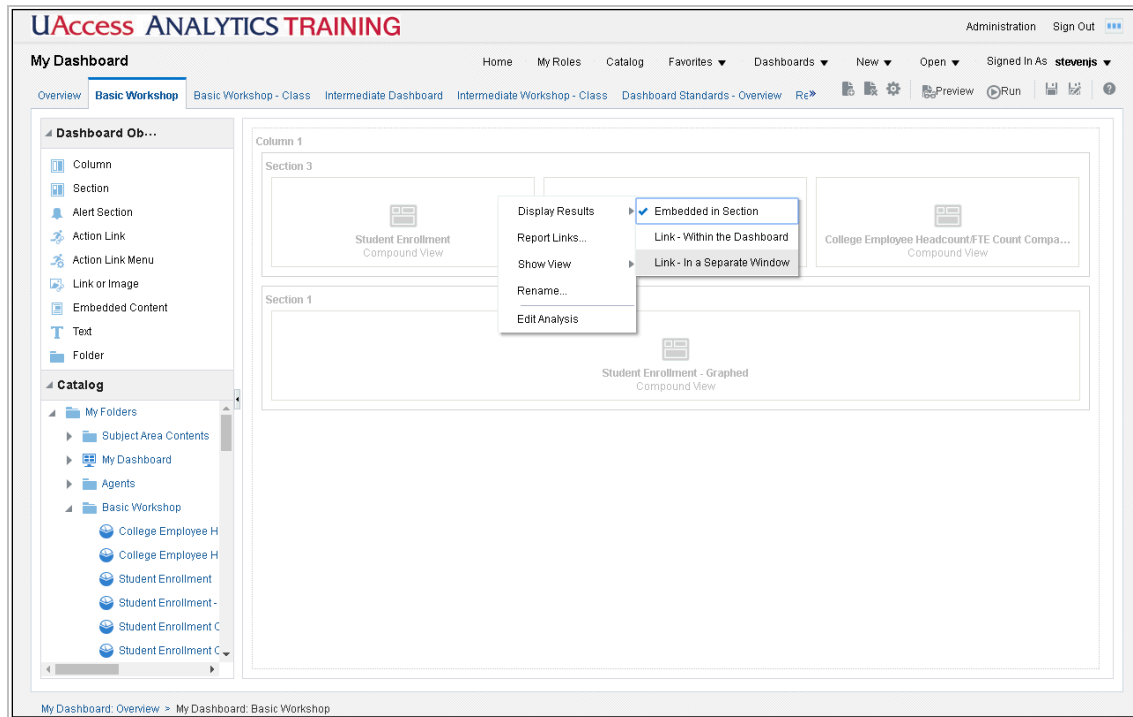 UACCESS ANALYTICS TRAINING
Administration Sign Out
My Dashboard
Home My Roles Catalog Favorites Dashboards New Open Signed In As stevenjs
Overview Basic Workshop Basic Workshop - Class Intermediate Dashboard Intermediate Workshop - Class Dashboard Standards - Overview Re» Preview Run
Dashboard Ob...
Column
Section
Alert Section
Action Link
Action Link Menu
Link or Image
Embedded Content
Text
Folder
Catalog
My Folders
Subject Area Contents
My Dashboard
Agents
Basic Workshop
College Employee H
College Employee H
Student Enrollment
Student Enrollment -
Student Enrollment C
Student Enrollment C
Column 1
Section 3
Student Enrollment
Compound View
Display Results
Report Links...
Show View
Rename...
Edit Analysis
Embedded in Section
Link - Within the Dashboard
Link - In a Separate Window
College Employee Headcount/FTE Count Compa...
Compound View
Section 1
Student Enrollment - Graphed
Compound View
My Dashboard: Overview > My Dashboard: Basic Workshop